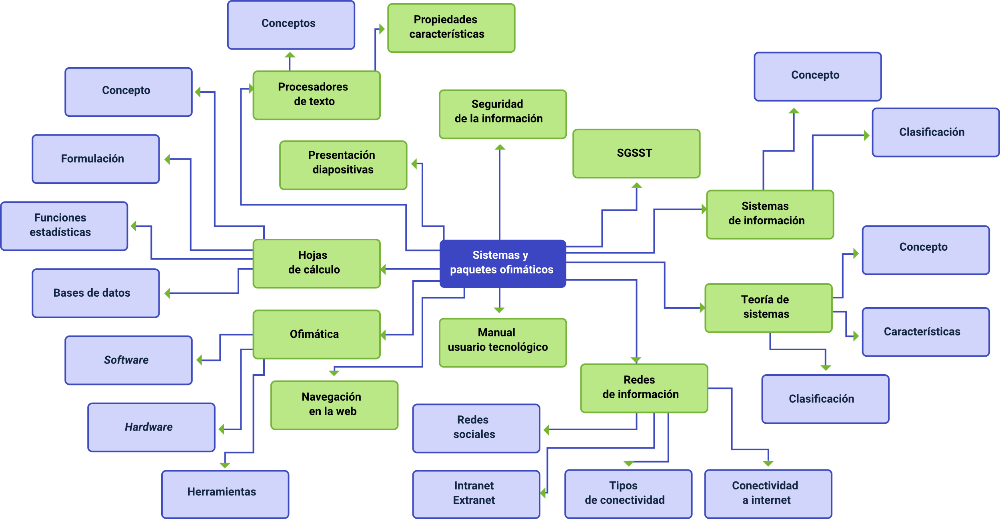 Conceptos
Propiedades
características
Concepto
Procesadores
de texto
Concepto
Seguridad
de la información
Clasificación
Formulación
Presentación
diapositivas
SGSST
Sistemas
de información
Funciones
estadísticas
Hojas
de cálculo
Sistemas y
paquetes ofimáticos
Concepto
Bases de datos
Teoría de
sistemas
Ofimática
Manual
usuario tecnológico
Características
Software
Navegación
en la web
Redes
de información
Clasificación
Hardware
Redes
sociales
Herramientas
Intranet
Extranet
Tipos
de conectividad
Conectividad
a internet